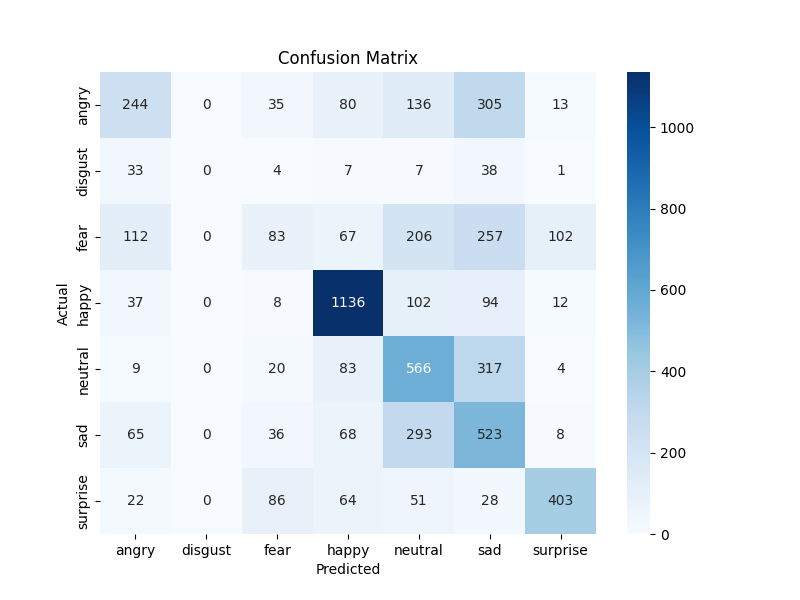 Confusion Matrix
Actual
angry 244 0 35 80 136 305 13
disgust 33 0 4 7 7 38 1
fear 112 0 83 67 206 257 102
happy 37 0 8 1136 102 94 12
neutral 9 0 20 83 566 317 4
sad 65 0 36 68 293 523 8
surprise 22 0 86 64 51 28 403
angry disgust fear happy neutral sad surprise
Predicted
1000
800
600
400
200
0